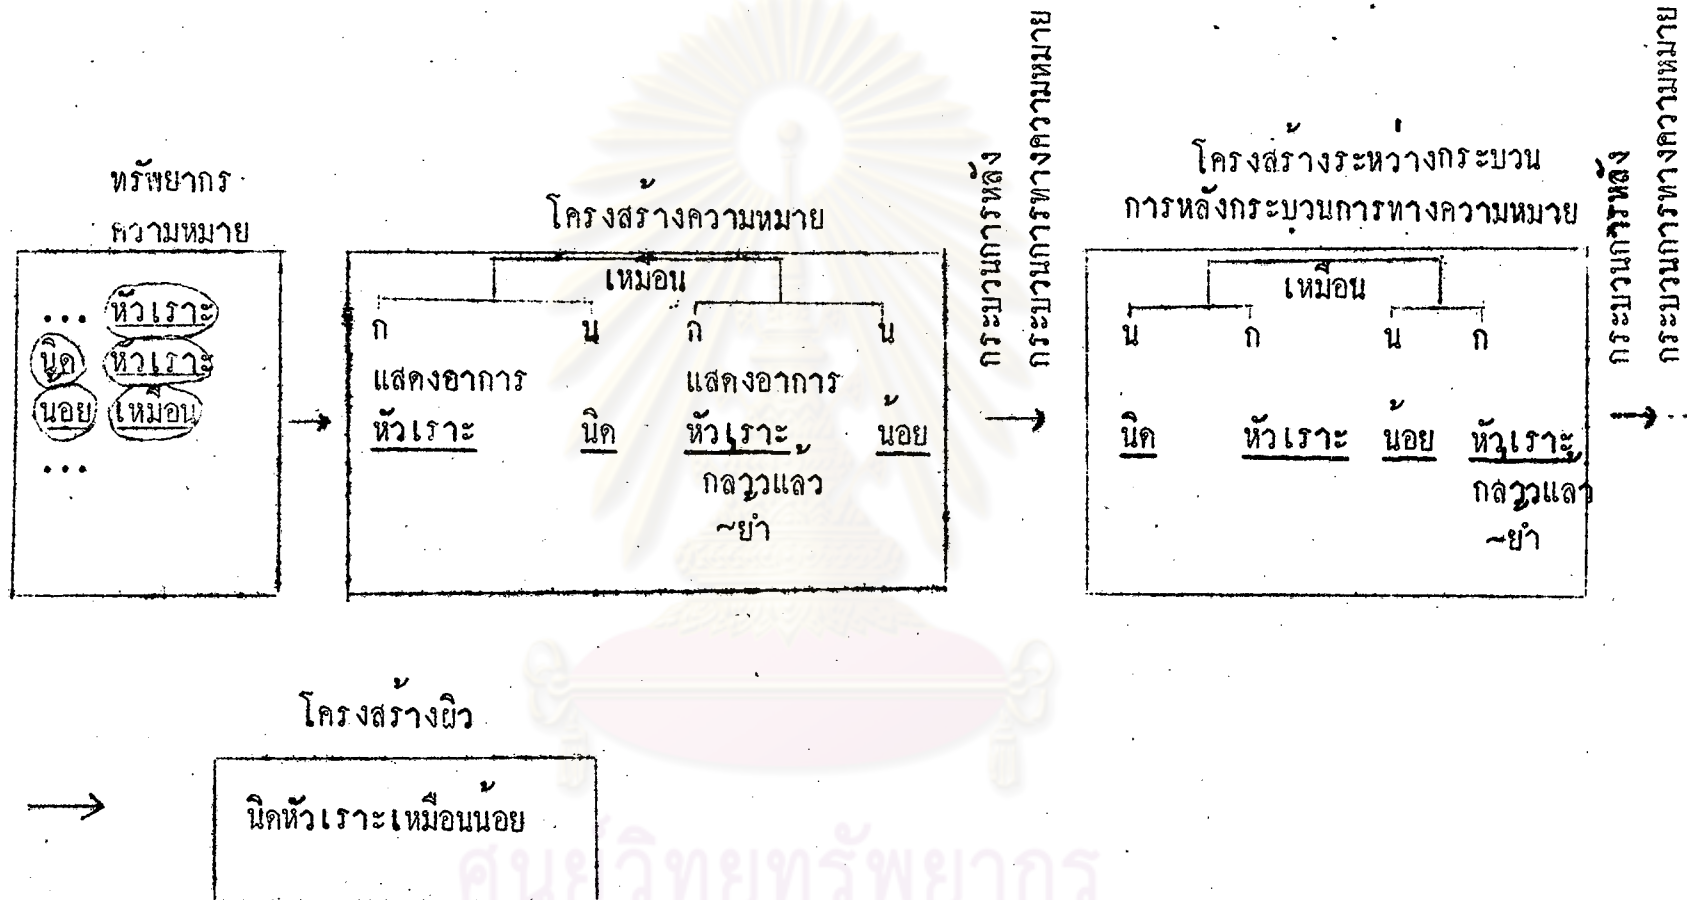 ทรัพยากร
ความหมาย
... หัวเราะ
นิด หัวเราะ
นอย เหมือน
...
โครงสร้างความหมาย
เหมือน
ก น ก น
แสดงอาการ แสดงอาการ
หัวเราะ นิด หัวเราะ น้อย
กล่าวแล้ว
~ย้ำ
กระบวนการหลัง
กระบวนการทางความหมาย
โครงสร้างระหว่างกระบวน
การหลังกระบวนการทางความหมาย
เหมือน
น ก น ก
นิด หัวเราะ น้อย หัวเราะ
กล่าวแล้ว
~ย้ำ
กระบวนการหลัง
กระบวนการทางความหมาย
โครงสร้างผิว
นิดหัวเราะเหมือนน้อย
ศูนย์วิทยทรัพยากร